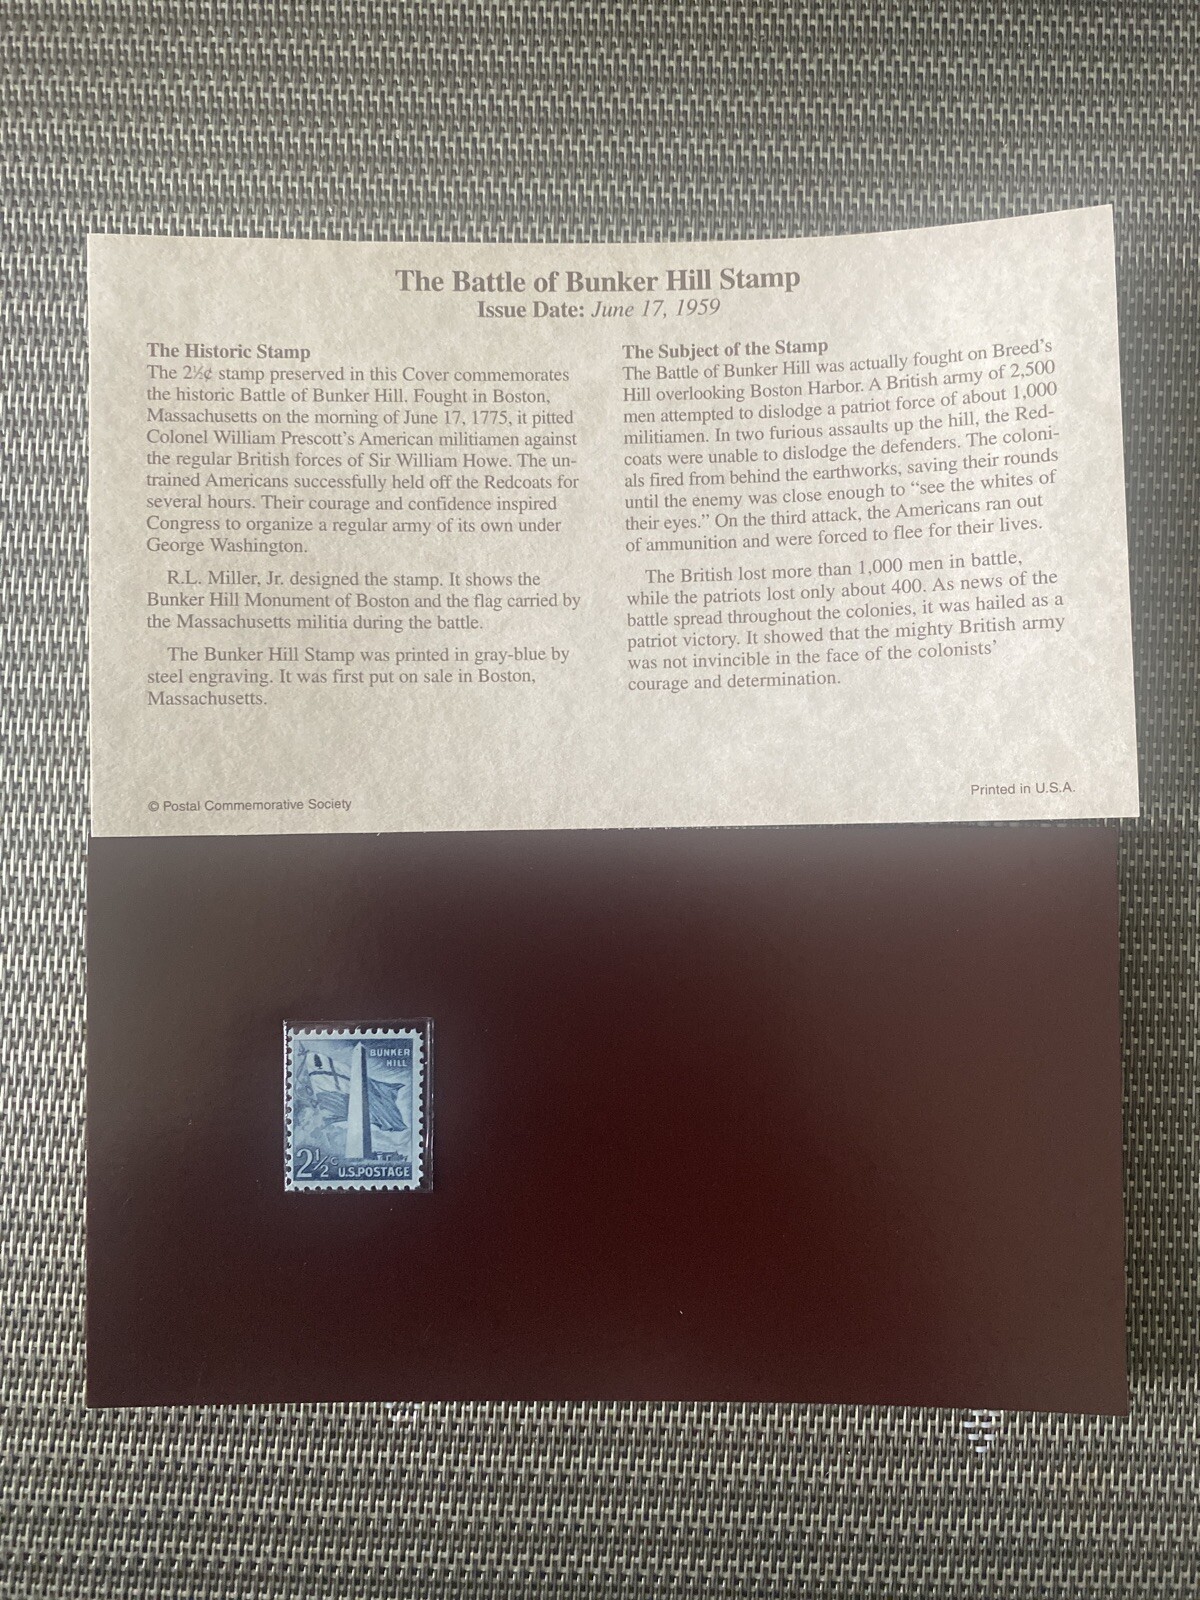 The Battle of Bunker Hill Stamp
Issue Date: June 17, 1959
The Historic Stamp
The 2½¢ stamp preserved in this Cover commemorates
the historic Battle of Bunker Hill. Fought in Boston,
Massachusetts on the morning of June 17, 1775, it pitted
Colonel William Prescott's American militiamen against
the regular British forces of Sir William Howe. The un-
trained Americans successfully held off the Redcoats for
several hours. Their courage and confidence inspired
Congress to organize a regular army of its own under
George Washington.
R.L. Miller, Jr. designed the stamp. It shows the
Bunker Hill Monument of Boston and the flag carried by
the Massachusetts militia during the battle.
The Bunker Hill Stamp was printed in gray-blue by
steel engraving. It was first put on sale in Boston,
Massachusetts.
The Subject of the Stamp
The Battle of Bunker Hill was actually fought on Breed's
Hill overlooking Boston Harbor. A British army of 2,500
men attempted to dislodge a patriot force of about 1,000
militiamen. In two furious assaults up the hill, the Red-
coats were unable to dislodge the defenders. The coloni-
als fired from behind the earthworks, saving their rounds
until the enemy was close enough to "see the whites of
their eyes." On the third attack, the Americans ran out
of ammunition and were forced to flee for their lives.
The British lost more than 1,000 men in battle,
while the patriots lost only about 400. As news of the
battle spread throughout the colonies, it was hailed as a
patriot victory. It showed that the mighty British army
was not invincible in the face of the colonists'
courage and determination.
© Postal Commemorative Society
Printed in U.S.A.
BUNKER
HILL
2½¢ U.S.POSTAGE